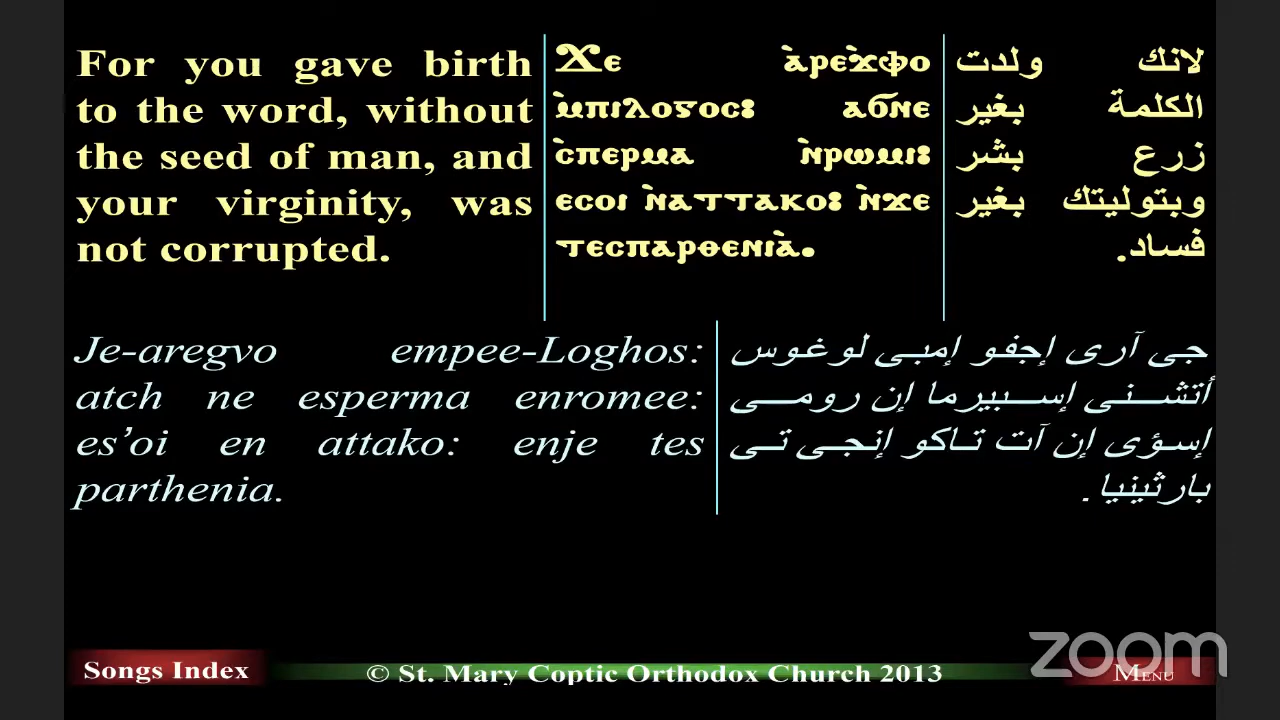 For you gave birth
to the word, without
the seed of man, and
your virginity, was
not corrupted.
Ϫⲉ ⲁ̀ⲣⲉϫ̀ⲫⲟ
ⲙ̀ⲡⲓⲗⲟⲅⲟⲥ: ⲁϭⲛⲉ
ⲥ̀ⲡⲉⲣⲙⲁ ⲛ̀ⲣⲱⲙⲓ:
ⲉⲥⲟⲓ ⲛ̀ⲁⲧⲧⲁⲕⲟ: ⲛ̀ϫⲉ
ⲧⲉⲥⲡⲁⲣⲑⲉⲛⲓⲁ̀.
لانك ولدت
الكلمة بغير
زرع بشر
وبتوليتك بغير
فساد.
Je-aregvo empee-Loghos:
atch ne esperma enromee:
es’oi en attako: enje tes
parthenia.
جى آرى إجفو إمبى لوغوس
أتشنى إسبيرما إن رومى
إسؤى إن آت تاكو إنجى تى
بارثينيا.
Songs Index
© St. Mary Coptic Orthodox Church 2013
MENU
zoom